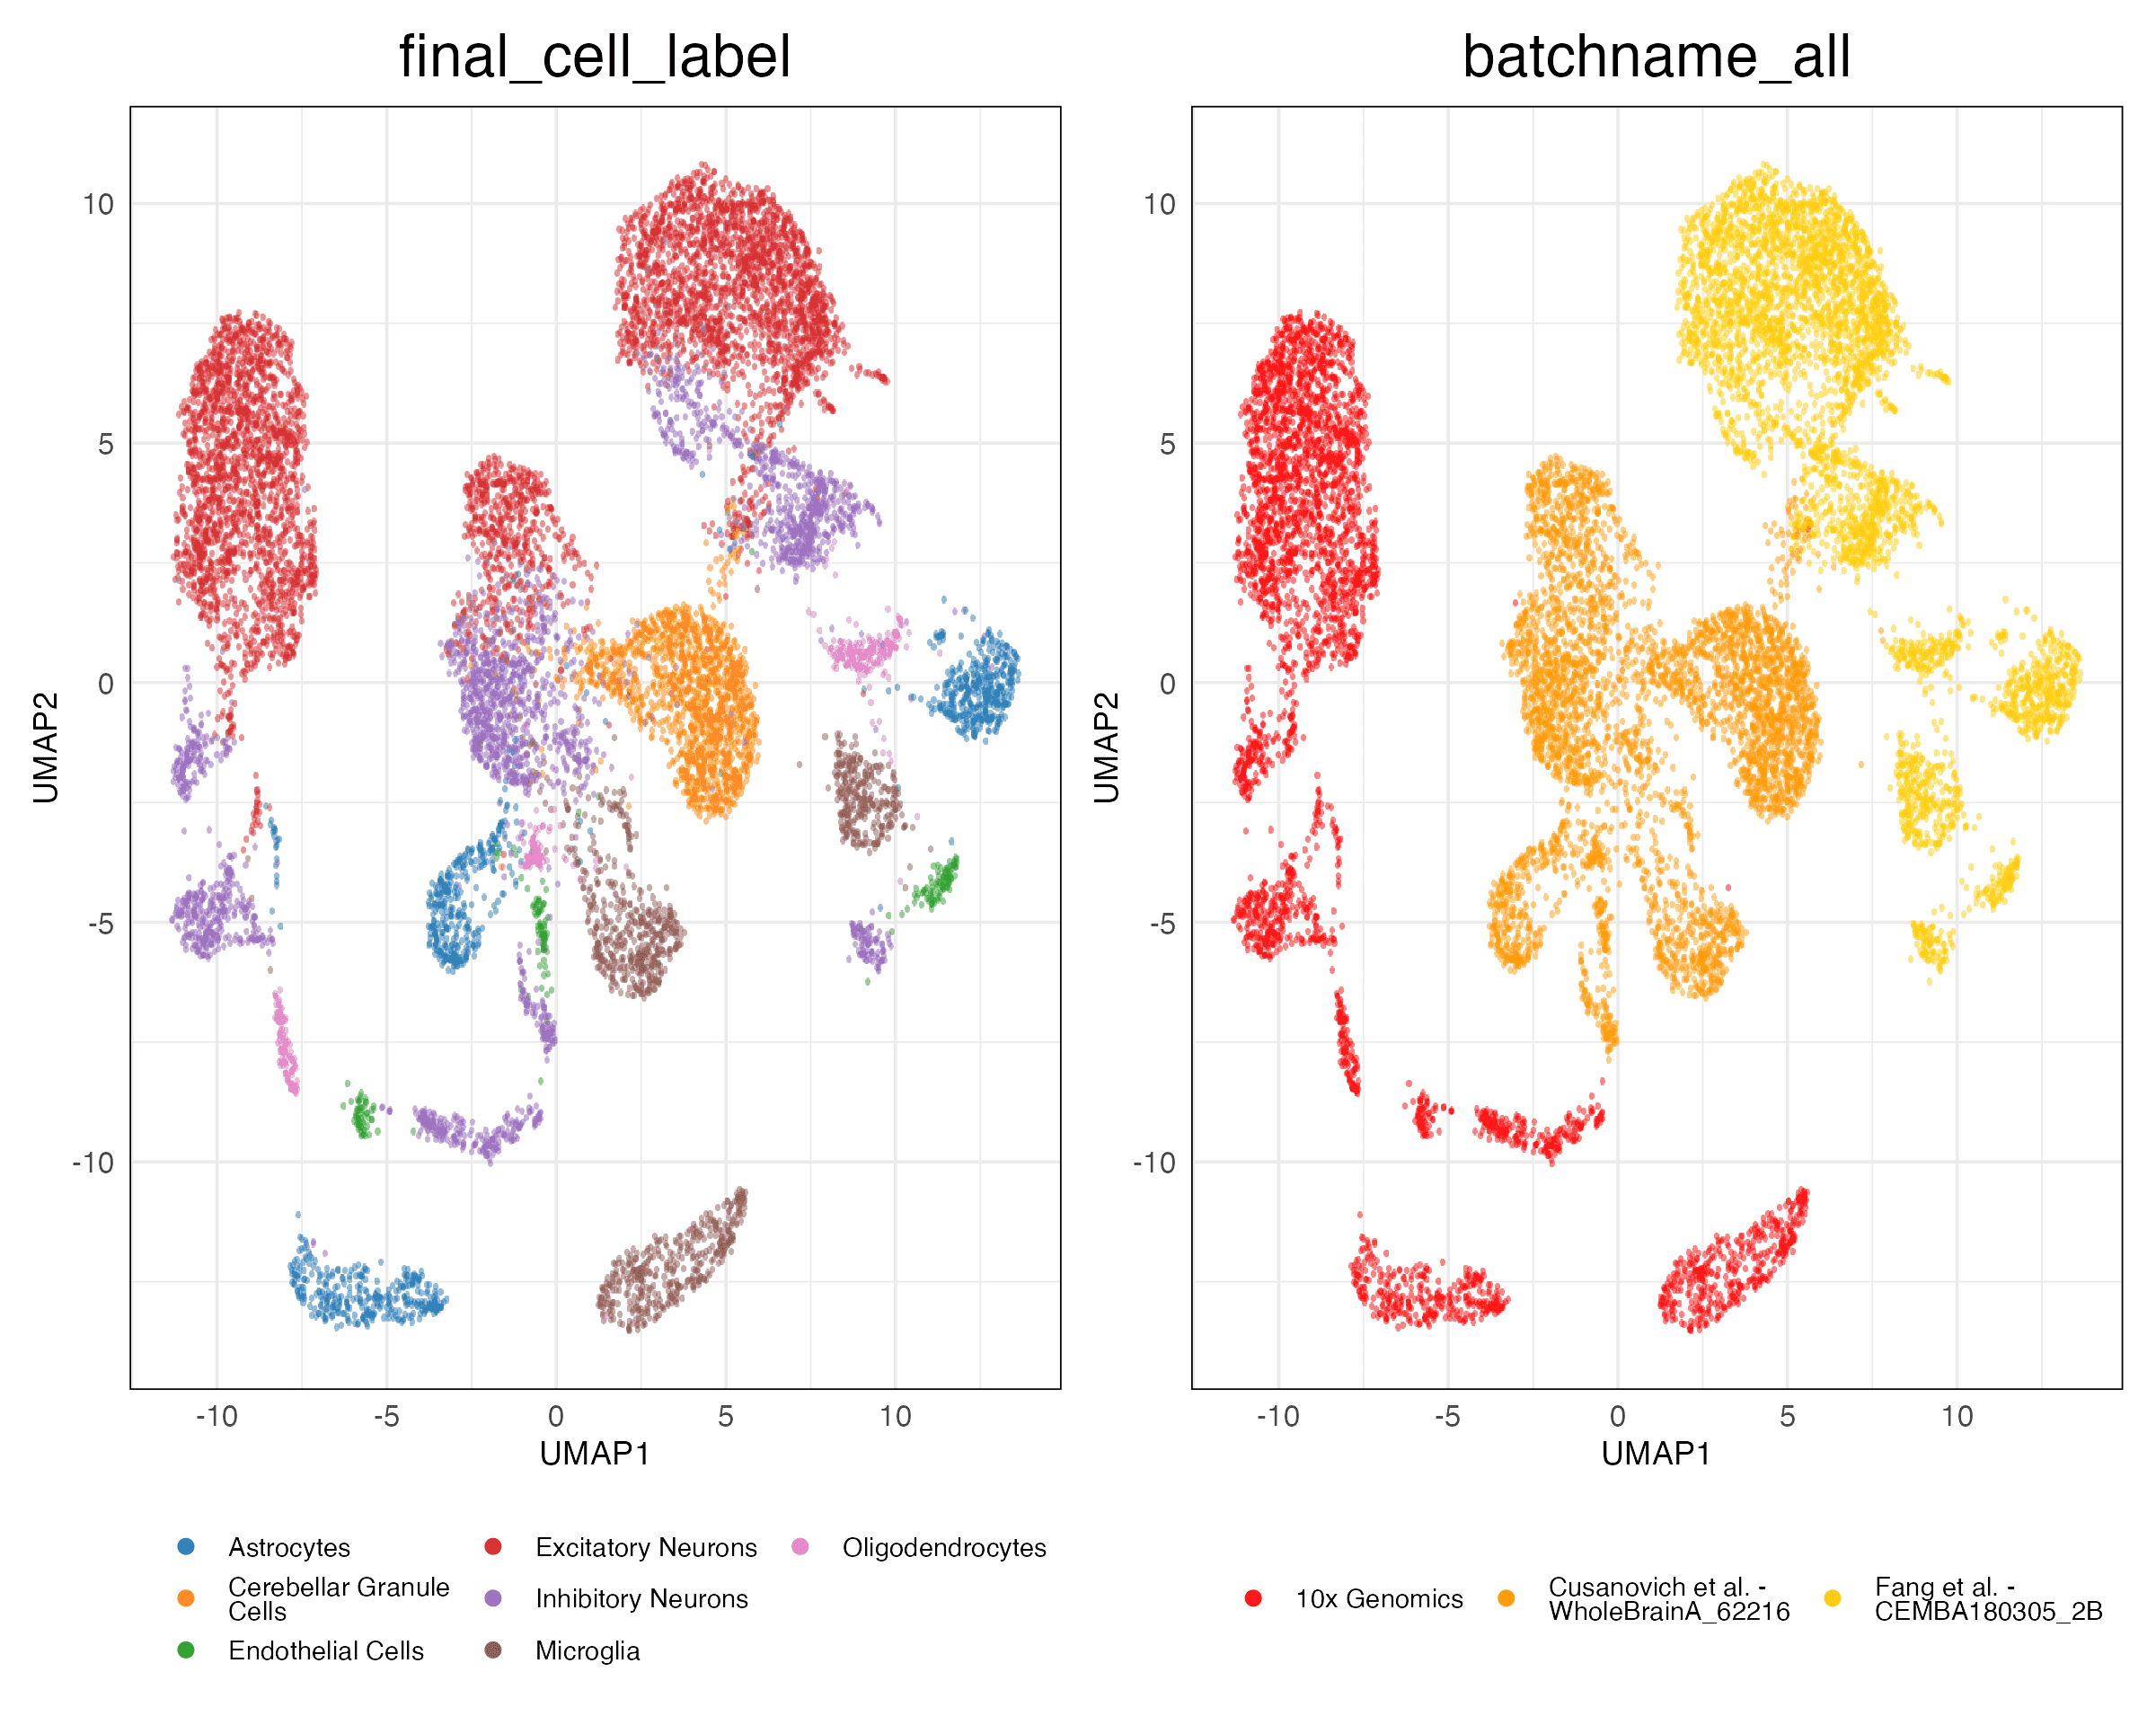 final_cell_label
batchname_all
10
5
0
-5
-10
UMAP2
-10 -5 0 5 10
UMAP1
10
5
0
-5
-10
UMAP2
-10 -5 0 5 10
UMAP1
Astrocytes
Cerebellar Granule
Cells
Endothelial Cells
Excitatory Neurons
Inhibitory Neurons
Microglia
Oligodendrocytes
10x Genomics
Cusanovich et al. -
WholeBrainA_62216
Fang et al. -
CEMBA180305_2B